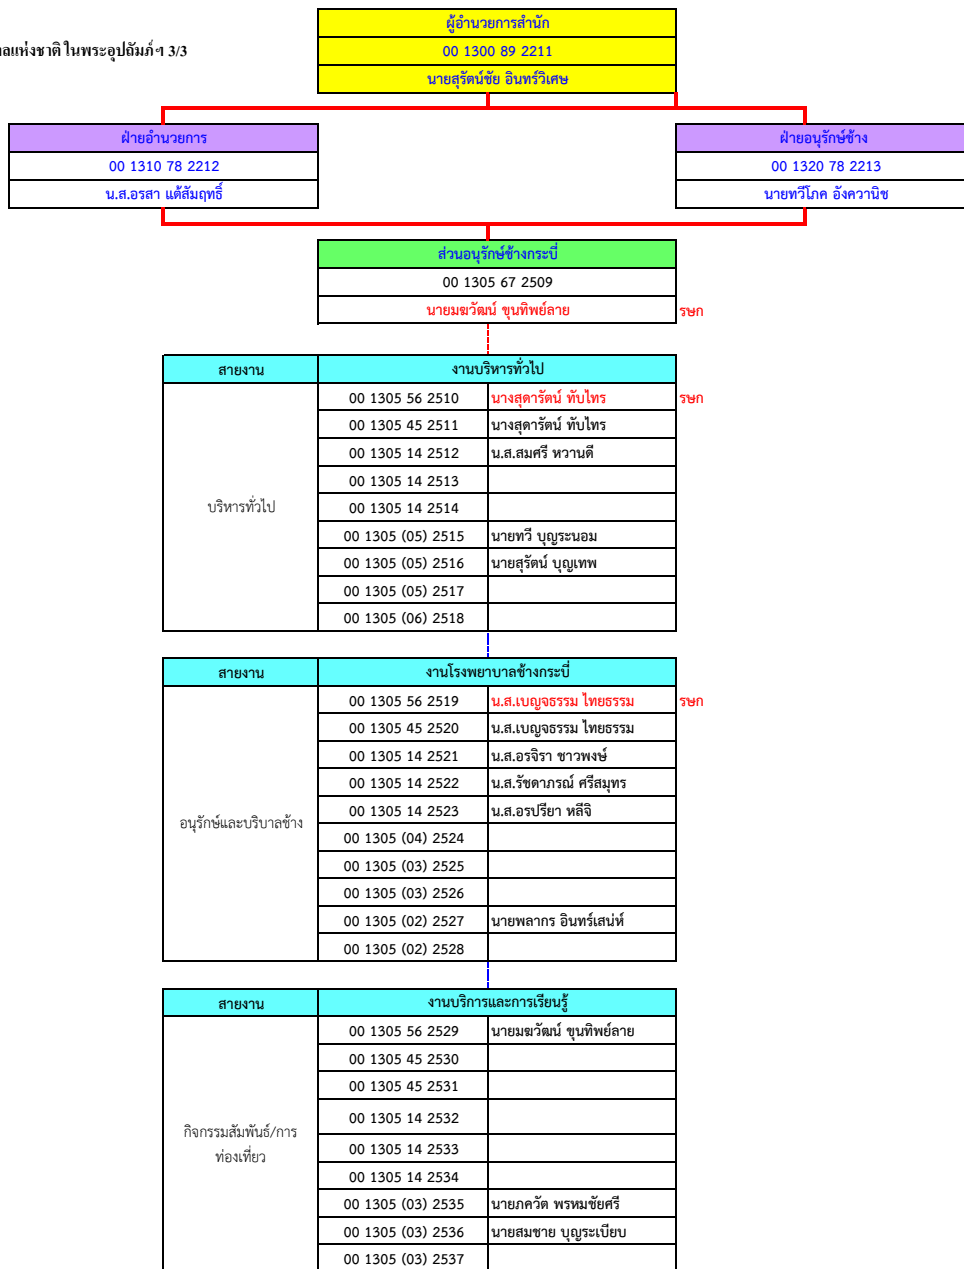 ผู้อำนวยการสำนัก
00 1300 89 2211
ลแห่งชาติ ในพระอุปถัมภ์ฯ 3/3
นายสุรัตน์ชัย อินทร์วิเศษ
ฝ่ายอำนวยการ
ฝ่ายอนุรักษ์ช้าง
00 1310 78 2212
00 1320 78 2213
น.ส.อรสา แต้สัมฤทธิ์
นายทวีโภค อังควานิช
ส่วนอนุรักษ์ช้างกระบี่
00 1305 67 2509
นายมฆวัฒน์ ขุนทิพย์ลาย รษก
สายงาน งานบริหารทั่วไป
00 1305 56 2510 นางสุดารัตน์ ทับไทร รษก
00 1305 45 2511 นางสุดารัตน์ ทับไทร
00 1305 14 2512 น.ส.สมศรี หวานดี
00 1305 14 2513
บริหารทั่วไป 00 1305 14 2514
00 1305 (05) 2515 นายทวี บุญระนอม
00 1305 (05) 2516 นายสุรัตน์ บุญเทพ
00 1305 (05) 2517
00 1305 (06) 2518
สายงาน งานโรงพยาบาลช้างกระบี่
00 1305 56 2519 น.ส.เบญจธรรม ไทยธรรม รษก
00 1305 45 2520 น.ส.เบญจธรรม ไทยธรรม
00 1305 14 2521 น.ส.อรจิรา ชาวพงษ์
00 1305 14 2522 น.ส.รัชดาภรณ์ ศรีสมุทร
00 1305 14 2523 น.ส.อรปรียา หลีจิ
อนุรักษ์และบริบาลช้าง
00 1305 (04) 2524
00 1305 (03) 2525
00 1305 (03) 2526
00 1305 (02) 2527 นายพลากร อินทร์เสน่ห์
00 1305 (02) 2528
สายงาน งานบริการและการเรียนรู้
00 1305 56 2529 นายมฆวัฒน์ ขุนทิพย์ลาย
00 1305 45 2530
00 1305 45 2531
00 1305 14 2532
กิจกรรมสัมพันธ์/การ
ท่องเที่ยว
00 1305 14 2533
00 1305 14 2534
00 1305 (03) 2535 นายภควัต พรหมชัยศรี
00 1305 (03) 2536 นายสมชาย บุญระเบียบ
00 1305 (03) 2537